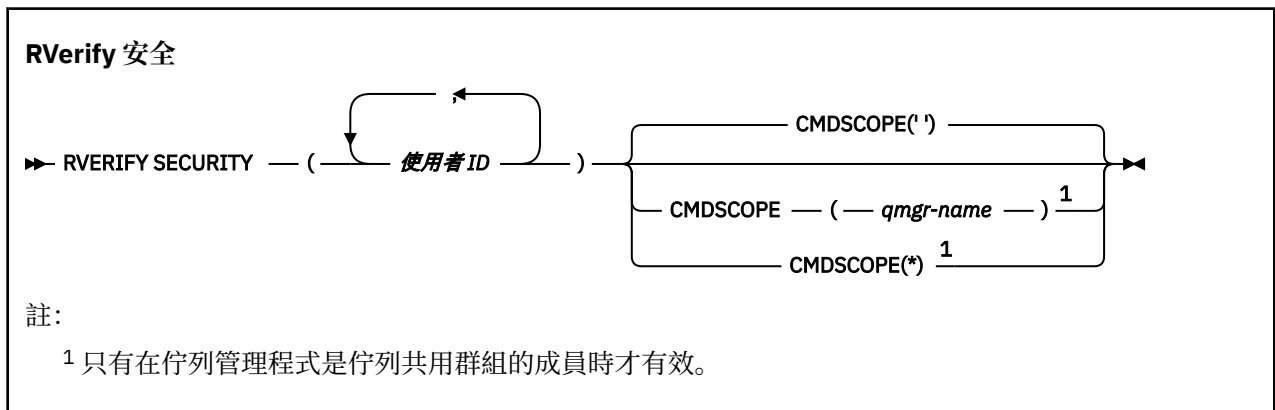 RVerify 安全
,
CMDSCOPE(' ')
RVERIFY SECURITY ( 使用者 ID )
CMDSCOPE ( qmgr-name ) 1
CMDSCOPE(*) 1
註：
1 只有在佇列管理程式是佇列共用群組的成員時才有效。